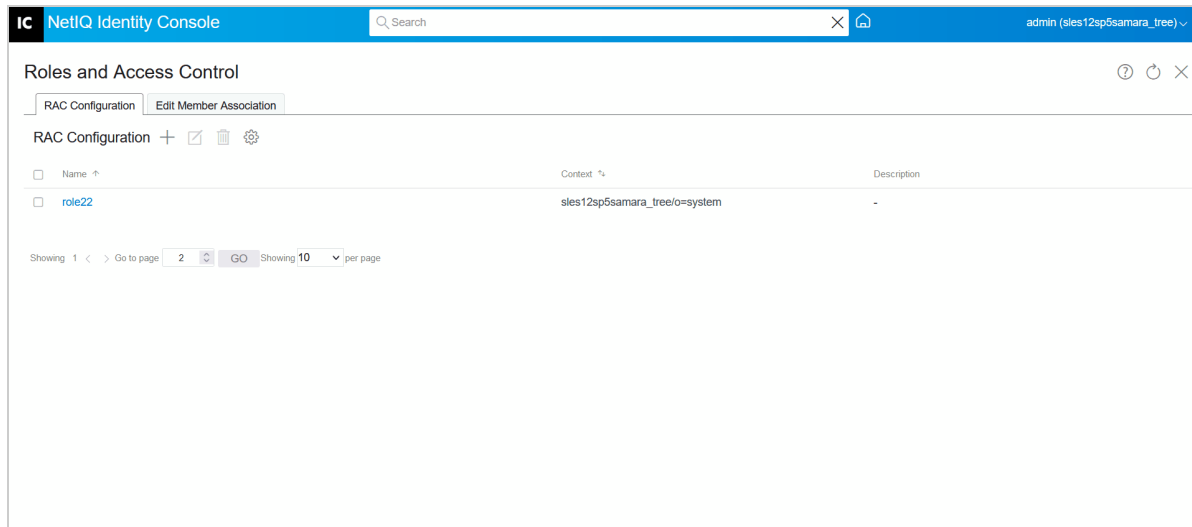 IC NetIQ Identity Console Search admin (sles12sp5samara_tree)
Roles and Access Control
RAC Configuration Edit Member Association
RAC Configuration
Name Context Description
role22 sles12sp5samara_tree/o=system -
Showing 1 < > Go to page 2 GO Showing 10 per page